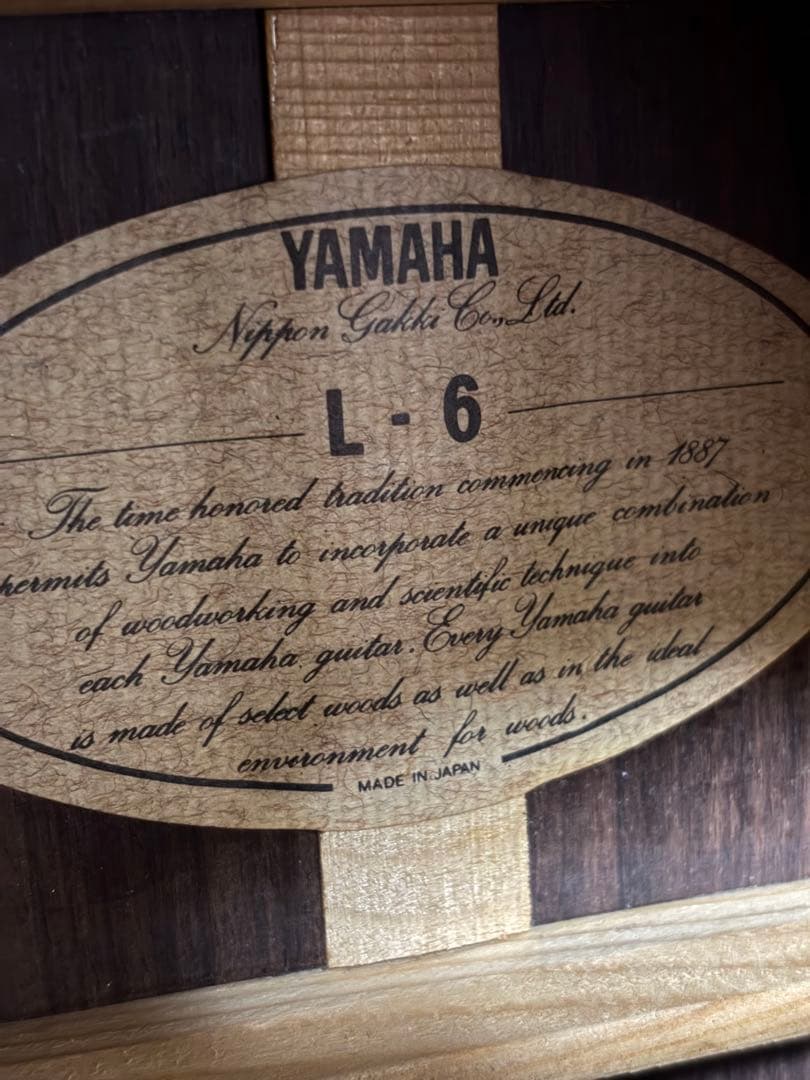 YAMAHA
Nippon Gakki Co., Ltd.
L - 6
The time honored tradition commencing in 1887
permits Yamaha to incorporate a unique combination
of woodworking and scientific technique into
each Yamaha guitar. Every Yamaha guitar
is made of select woods as well as in the ideal
environment for woods.
MADE IN JAPAN